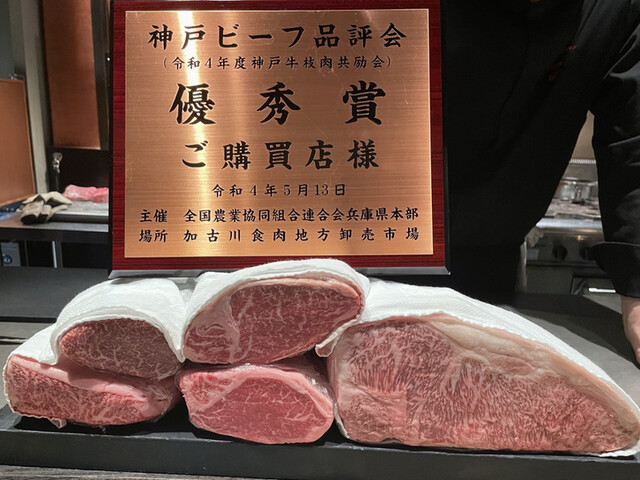 神戸ビーフ品評会
(令和4年度神戸牛枝肉共励会)
優秀賞
ご購買店様
令和4年5月13日
主催 全国農業協同組合連合会兵庫県本部
場所 加古川食肉地方卸売市場